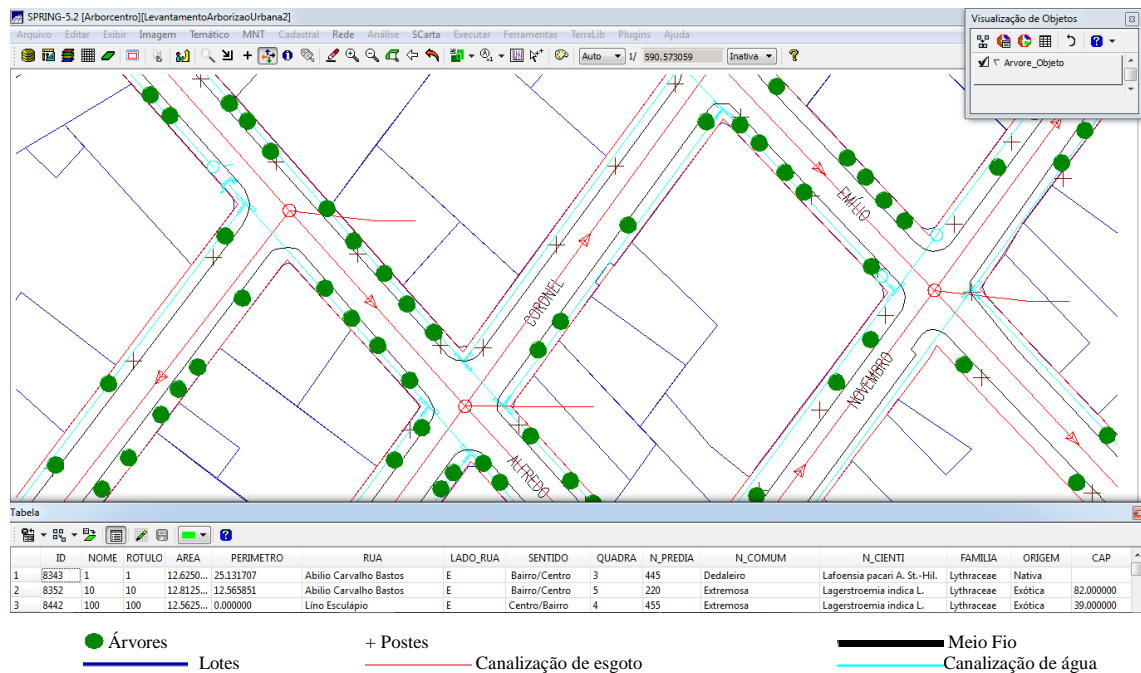 SPRING-5.2 [Arborcentro][LevantamentoArborizaoUrbana2]
Arquivo Editar Exibir Imagem Temático MNT Cadastral Rede Análise SCarta Executar Ferramentas TerraLib Plugins Ajuda
Auto 1/ 590.573059 Inativa
Visualização de Objetos
Arvore_Objeto
EMÍLIO
CORONEL
NOVEMBRO
ALFREDO
Tabela
ID NOME ROTULO AREA PERIMETRO RUA LADO_RUA SENTIDO QUADRA N_PREDIA N_COMUM N_CIENTI FAMILIA ORIGEM CAP
1 8343 1 1 12.6250... 25.131707 Abilio Carvalho Bastos E Bairro/Centro 3 445 Dedaleiro Lafoensia pacari A. St.-Hil. Lythraceae Nativa
2 8352 10 10 12.8125... 12.565851 Abilio Carvalho Bastos E Bairro/Centro 5 220 Extremosa Lagerstroemia indica L. Lythraceae Exótica 82.000000
3 8442 100 100 12.5625... 0.000000 Líno Esculápio E Centro/Bairro 4 455 Extremosa Lagerstroemia indica L. Lythraceae Exótica 39.000000
Árvores + Postes Meio Fio
Lotes Canalização de esgoto Canalização de água